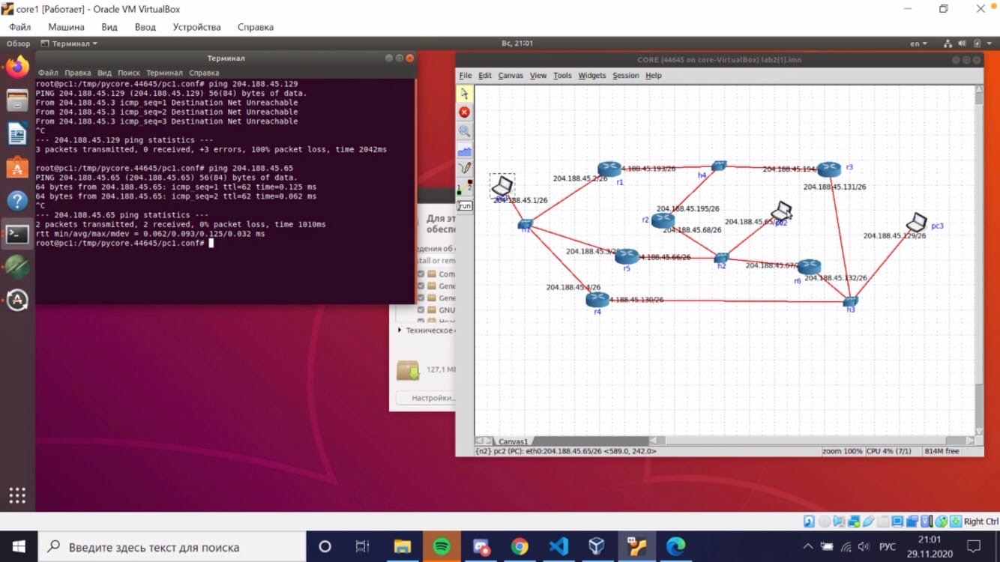 core1 [Работает] - Oracle VM VirtualBox
Файл Машина Вид Ввод Устройства Справка
Обзор Терминал Вс, 21:01 en
Терминал
Файл Правка Вид Поиск Терминал Справка
root@pc1:/tmp/pycore.44645/pc1.conf# ping 204.188.45.129
PING 204.188.45.129 (204.188.45.129) 56(84) bytes of data.
From 204.188.45.3 icmp_seq=1 Destination Net Unreachable
From 204.188.45.3 icmp_seq=2 Destination Net Unreachable
From 204.188.45.3 icmp_seq=3 Destination Net Unreachable
^C
--- 204.188.45.129 ping statistics ---
3 packets transmitted, 0 received, +3 errors, 100% packet loss, time 2042ms
root@pc1:/tmp/pycore.44645/pc1.conf# ping 204.188.45.65
PING 204.188.45.65 (204.188.45.65) 56(84) bytes of data.
64 bytes from 204.188.45.65: icmp_seq=1 ttl=62 time=0.125 ms
64 bytes from 204.188.45.65: icmp_seq=2 ttl=62 time=0.062 ms
^C
--- 204.188.45.65 ping statistics ---
2 packets transmitted, 2 received, 0% packet loss, time 1010ms
rtt min/avg/max/mdev = 0.062/0.093/0.125/0.032 ms
root@pc1:/tmp/pycore.44645/pc1.conf#
Для эт
обеспе
дения об
stall or rem
Com
Gene
Gene
GNU
Техническое
127,1 МБ
Настройки..
CORE (44645 on core-VirtualBox) lab2(1).imn
File Edit Canvas View Tools Widgets Session Help
run
4.188.45.193/26
r1
204.188.45.2/26
h4
204.188.45.194/
r3
204.188.45.131/26
204.188.45.1/26
h1
204.188.45.195/26
r2
204.188.45.68/26
204.188.45.65/
pc2
pc3
204.188.45.129/26
204.188.45.3/2
r5
4.188.45.66/26
h2
204.188.45.67/
r6
204.188.45.132/26
204.188.45.4/26
r4
4.188.45.130/26
h3
Canvas1
{n2} pc2 (PC): eth0:204.188.45.65/26 <589.0, 242.0>
zoom 100% CPU 4% (7/1) 814M free
Right Ctrl
Введите здесь текст для поиска
РУС
21:01
29.11.2020